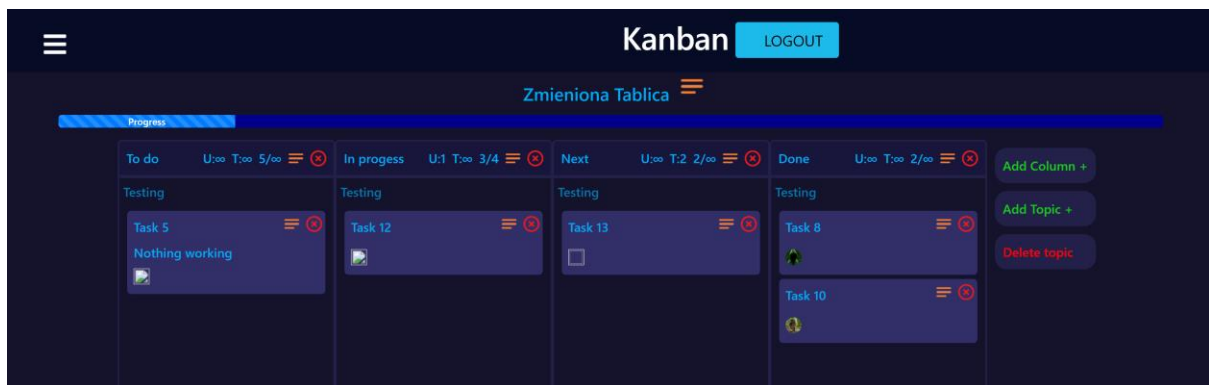 Kanban LOGOUT
Zmieniona Tablica
Progress
To do U:∞ T:∞ 5/∞ In progess U:1 T:∞ 3/4 Next U:∞ T:2 2/∞ Done U:∞ T:∞ 2/∞ Add Column +
Testing Testing Testing Testing
Add Topic +
Task 5 Task 12 Task 13 Task 8
Nothing working Delete topic
Task 10